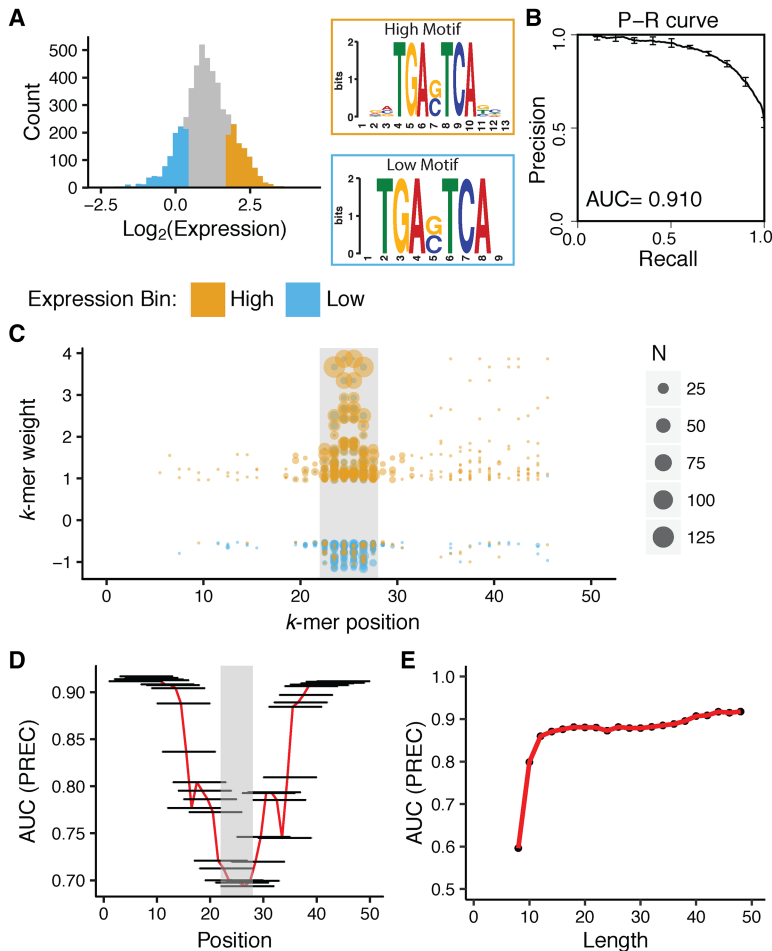 A
500
400
300
200
100
0
Count
−2.5
0.0
2.5
Log2(Expression)
High Motif
2
1
0
bits
TGAGTCA
C
1 2 3 4 5 6 7 8 9 10 11 12 13
Low Motif
2
1
0
bits
TGAGTCA
C
1 2 3 4 5 6 7 8 9
B
P–R curve
1.0
0.5
0.0
Precision
AUC= 0.910
0.0
0.5
1.0
Recall
Expression Bin:
High
Low
C
4
3
2
1
0
−1
k-mer weight
0
10
20
30
40
50
k-mer position
N
25
50
75
100
125
D
0.90
0.85
0.80
0.75
0.70
AUC (PREC)
0
10
20
30
40
50
Position
E
1.0
0.9
0.8
0.7
0.6
0.5
AUC (PREC)
0
10
20
30
40
50
Length